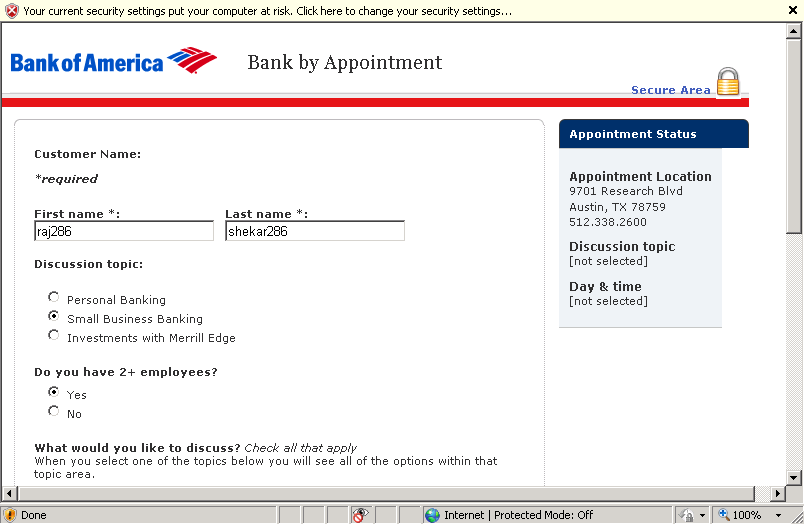 Your current security settings put your computer at risk. Click here to change your security settings...
Bank of America
Bank by Appointment
Secure Area
Customer Name:
*required
First name *:
Last name *:
raj286
shekar286
Discussion topic:
Personal Banking
Small Business Banking
Investments with Merrill Edge
Do you have 2+ employees?
Yes
No
What would you like to discuss? Check all that apply
When you select one of the topics below you will see all of the options within that
topic area.
Appointment Status
Appointment Location
9701 Research Blvd
Austin, TX 78759
512.338.2600
Discussion topic
[not selected]
Day & time
[not selected]
Done
Internet | Protected Mode: Off
100%